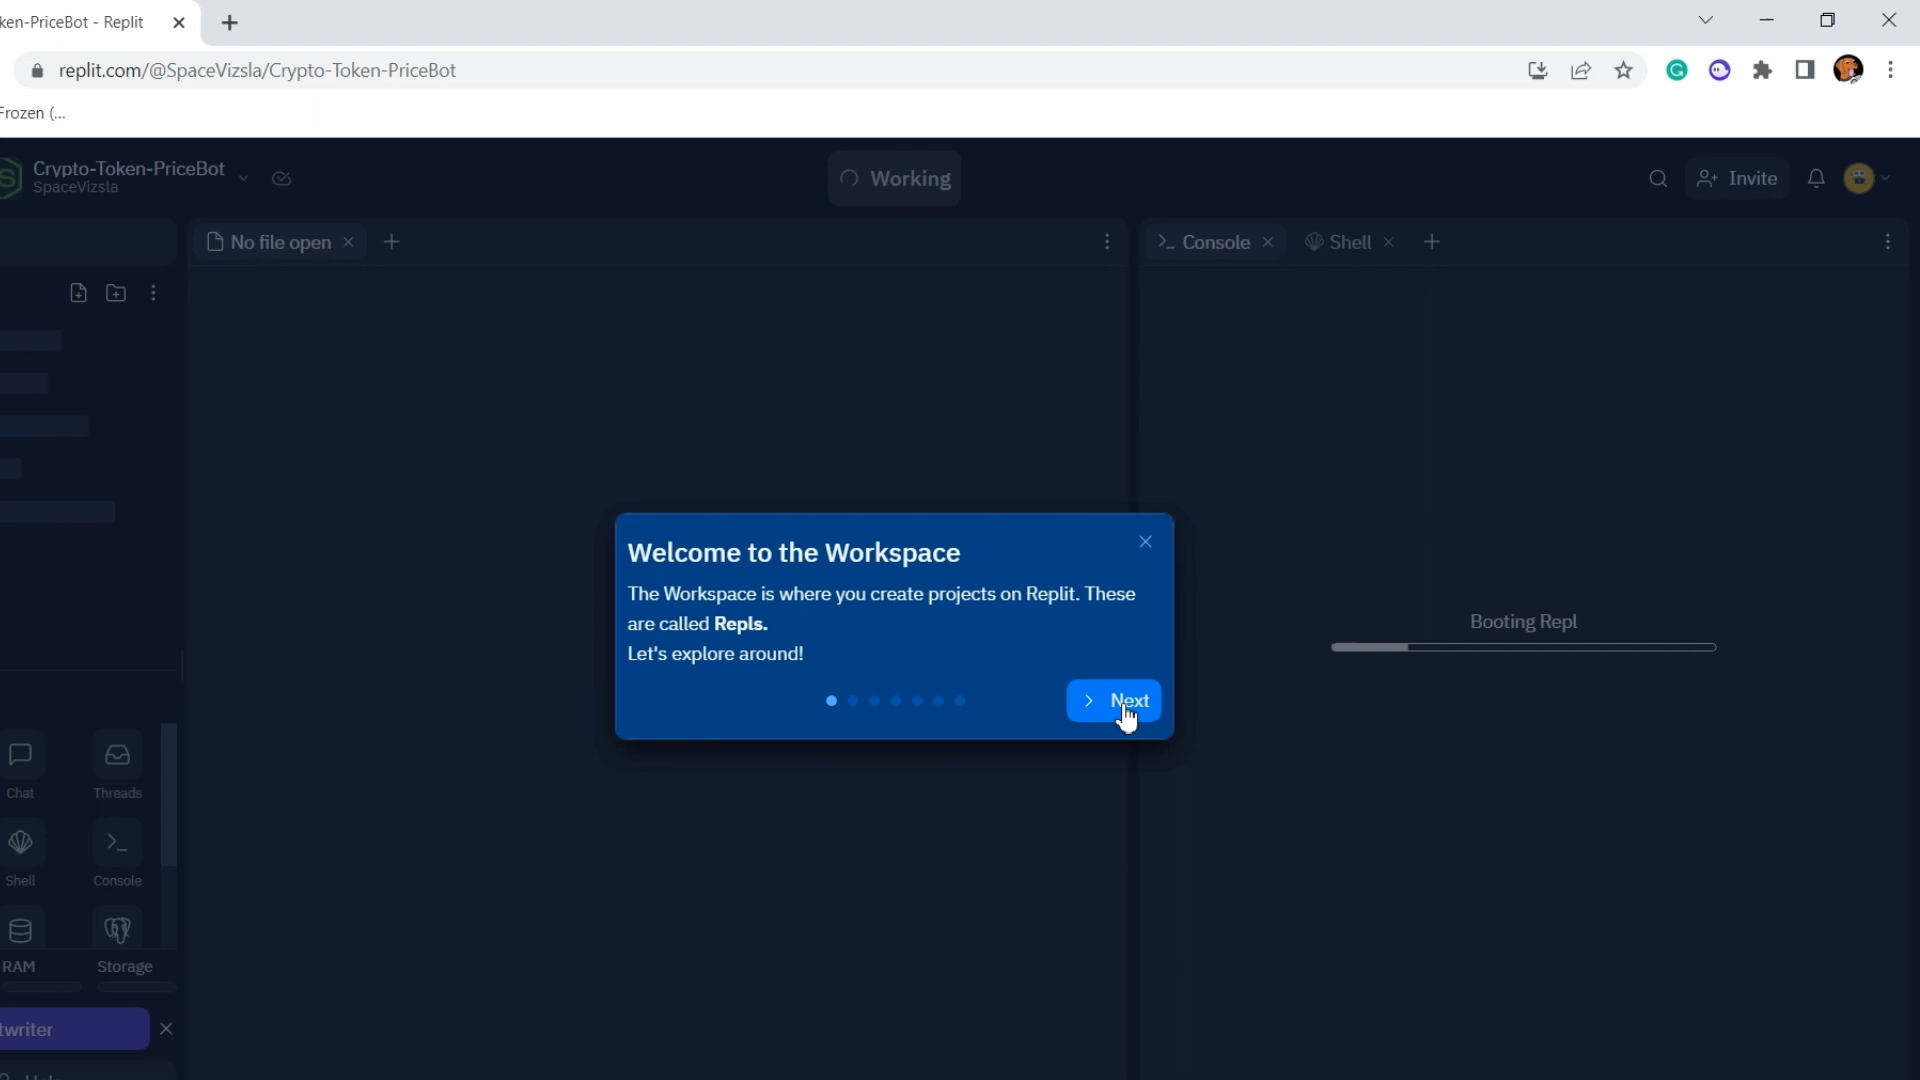 ken-PriceBot - Replit
replit.com/@SpaceVizsla/Crypto-Token-PriceBot
Frozen (...
Crypto-Token-PriceBot
SpaceVizsla
Working
Invite
No file open
Console
Shell
Welcome to the Workspace
The Workspace is where you create projects on Replit. These
are called Repls.
Let's explore around!
Next
Booting Repl
Chat
Threads
Shell
Console
RAM
Storage
twriter